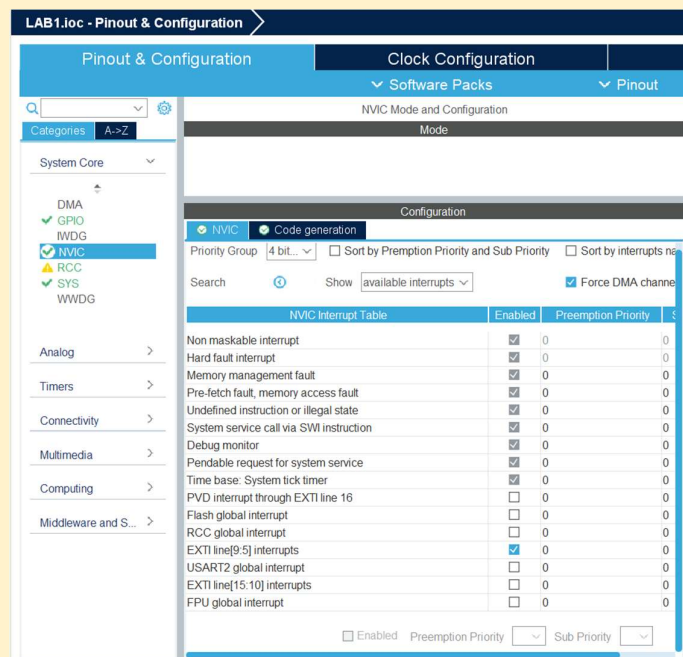 LAB1.ioc - Pinout & Configuration
Pinout & Configuration
Clock Configuration
Software Packs
Pinout
NVIC Mode and Configuration
Categories A->Z
Mode
System Core
DMA
GPIO
IWDG
NVIC
RCC
SYS
WWDG
Analog
Timers
Connectivity
Multimedia
Computing
Middleware and S...
Configuration
NVIC Code generation
Priority Group 4 bit... Sort by Premption Priority and Sub Priority Sort by interrupts na
Search Show available interrupts Force DMA channe
NVIC Interrupt Table Enabled Preemption Priority S
Non maskable interrupt 0 0
Hard fault interrupt 0 0
Memory management fault 0 0
Pre-fetch fault, memory access fault 0 0
Undefined instruction or illegal state 0 0
System service call via SWI instruction 0 0
Debug monitor 0 0
Pendable request for system service 0 0
Time base: System tick timer 0 0
PVD interrupt through EXTI line 16 0 0
Flash global interrupt 0 0
RCC global interrupt 0 0
EXTI line[9:5] interrupts 0 0
USART2 global interrupt 0 0
EXTI line[15:10] interrupts 0 0
FPU global interrupt 0 0
Enabled Preemption Priority Sub Priority